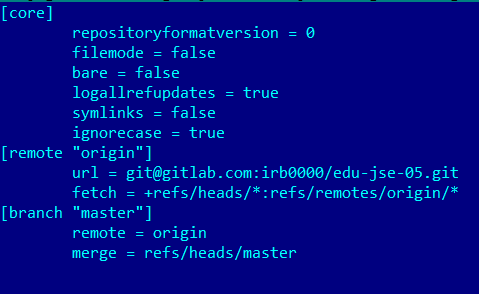 [core]
repositoryformatversion = 0
filemode = false
bare = false
logallrefupdates = true
symlinks = false
ignorecase = true
[remote "origin"]
url = git@gitlab.com:irb0000/edu-jse-05.git
fetch = +refs/heads/*:refs/remotes/origin/*
[branch "master"]
remote = origin
merge = refs/heads/master